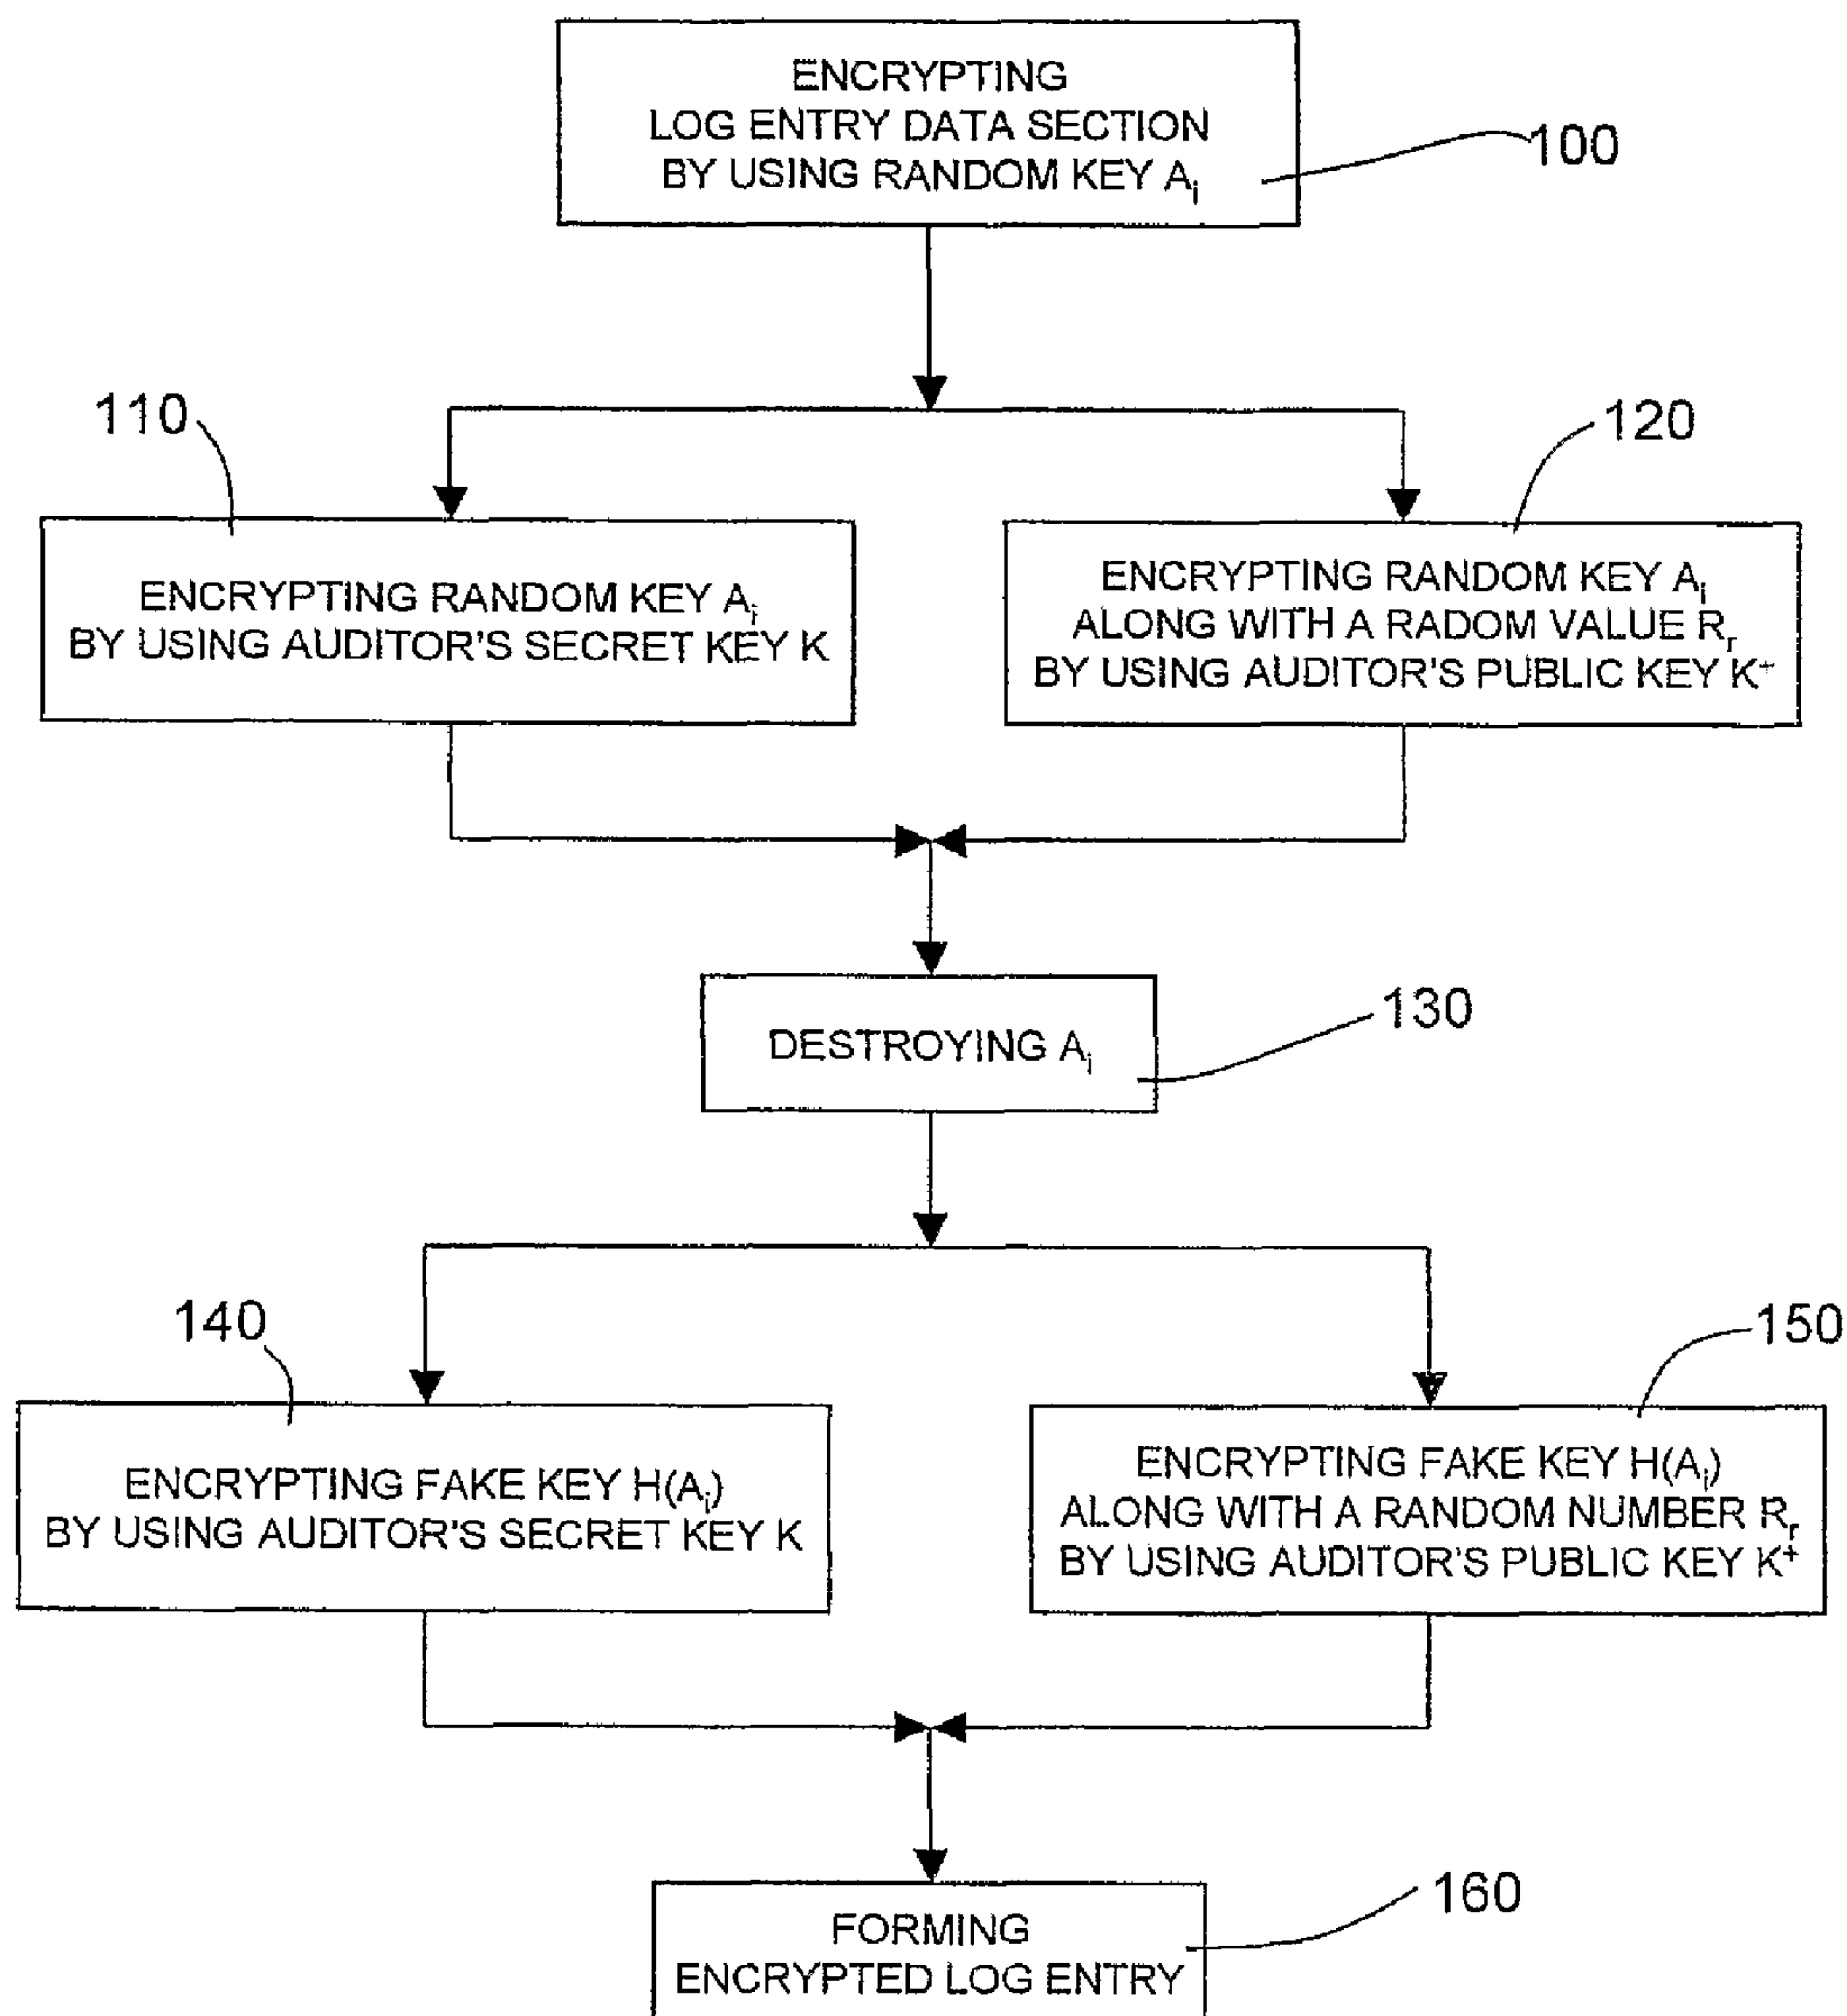 ENCRYPTING
LOG ENTRY DATA SECTION
BY USING RANDOM KEY Ai
100
110
120
ENCRYPTING RANDOM KEY Ai
BY USING AUDITOR'S SECRET KEY K
ENCRYPTING RANDOM KEY Ai
ALONG WITH A RADOM VALUE Rr
BY USING AUDITOR'S PUBLIC KEY K+
DESTROYING Ai
130
140
150
ENCRYPTING FAKE KEY H(Ai)
BY USING AUDITOR'S SECRET KEY K
ENCRYPTING FAKE KEY H(Ai)
ALONG WITH A RANDOM NUMBER Rr
BY USING AUDITOR'S PUBLIC KEY K+
160
FORMING
ENCRYPTED LOG ENTRY